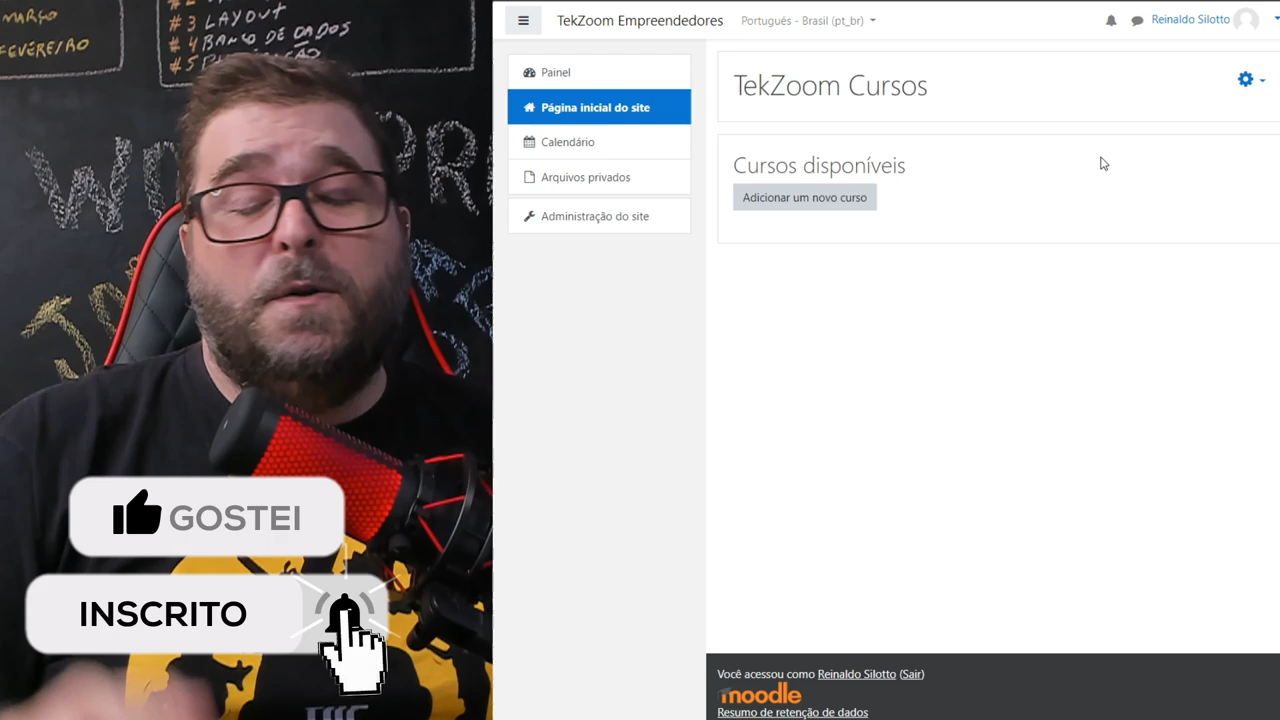 MARÇO
FEVEREIRO
#3 LAYOUT
#4 BANCO DE DADOS
#5
GOSTEI
INSCRITO
TekZoom Empreendedores
Português - Brasil (pt_br)
Reinaldo Silotto
Painel
Página inicial do site
Calendário
Arquivos privados
Administração do site
TekZoom Cursos
Cursos disponíveis
Adicionar um novo curso
Você acessou como Reinaldo Silotto (Sair)
moodle
Resumo de retenção de dados